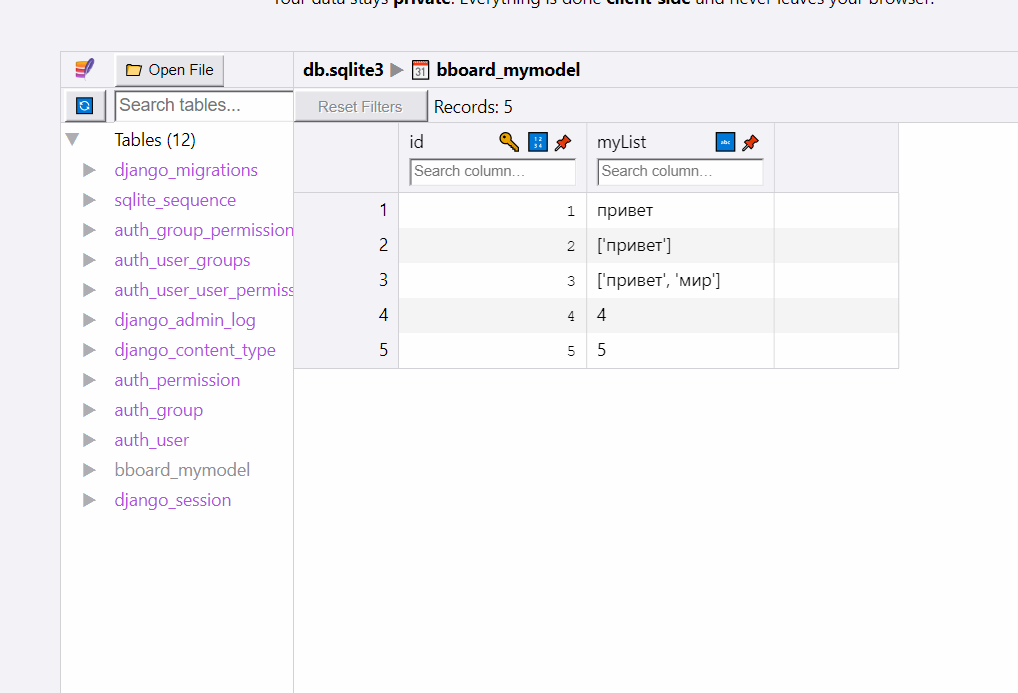 Your data stays private. Everything is done client-side and never leaves your browser.
Open File
db.sqlite3 bboard_mymodel
Search tables...
Reset Filters Records: 5
Tables (12)
django_migrations
sqlite_sequence
auth_group_permission
auth_user_groups
auth_user_user_permiss
django_admin_log
django_content_type
auth_permission
auth_group
auth_user
bboard_mymodel
django_session
id myList
Search column... Search column...
1 1 привет
2 2 ['привет']
3 3 ['привет', 'мир']
4 4 4
5 5 5